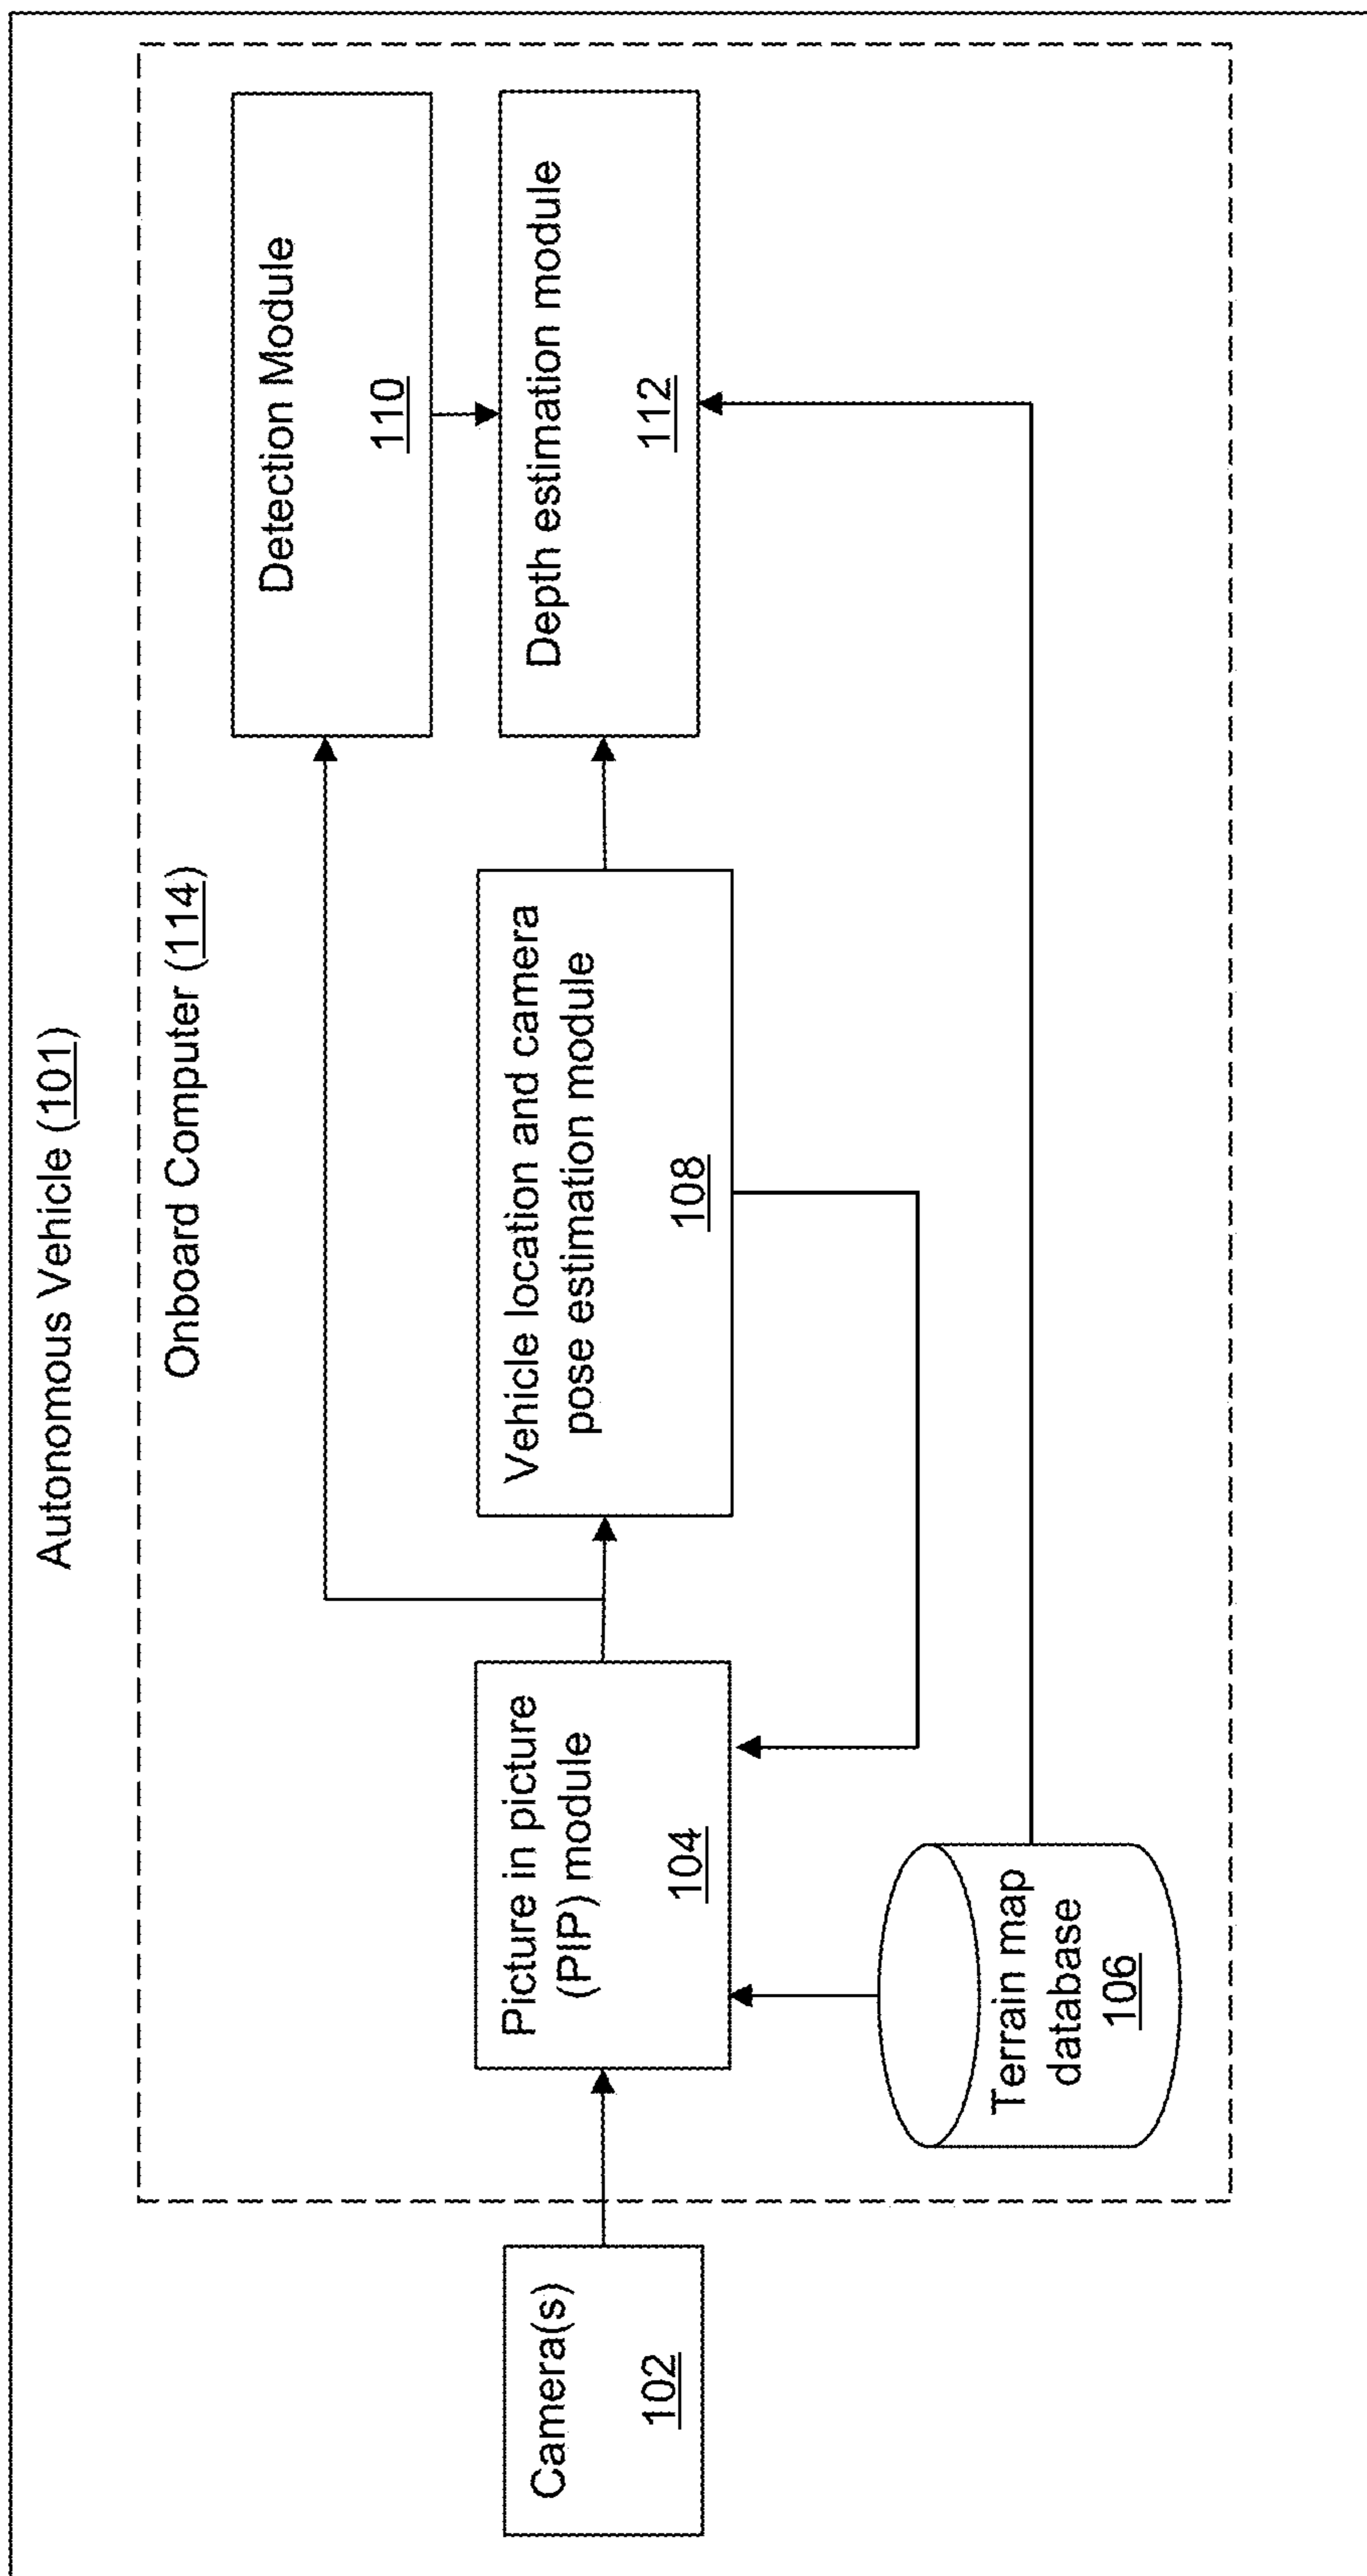 Autonomous Vehicle (101)
Onboard Computer (114)
Camera(s)
102
Picture in picture
(PIP) module
104
Terrain map
database
106
Vehicle location and camera
pose estimation module
108
Detection Module
110
Depth estimation module
112